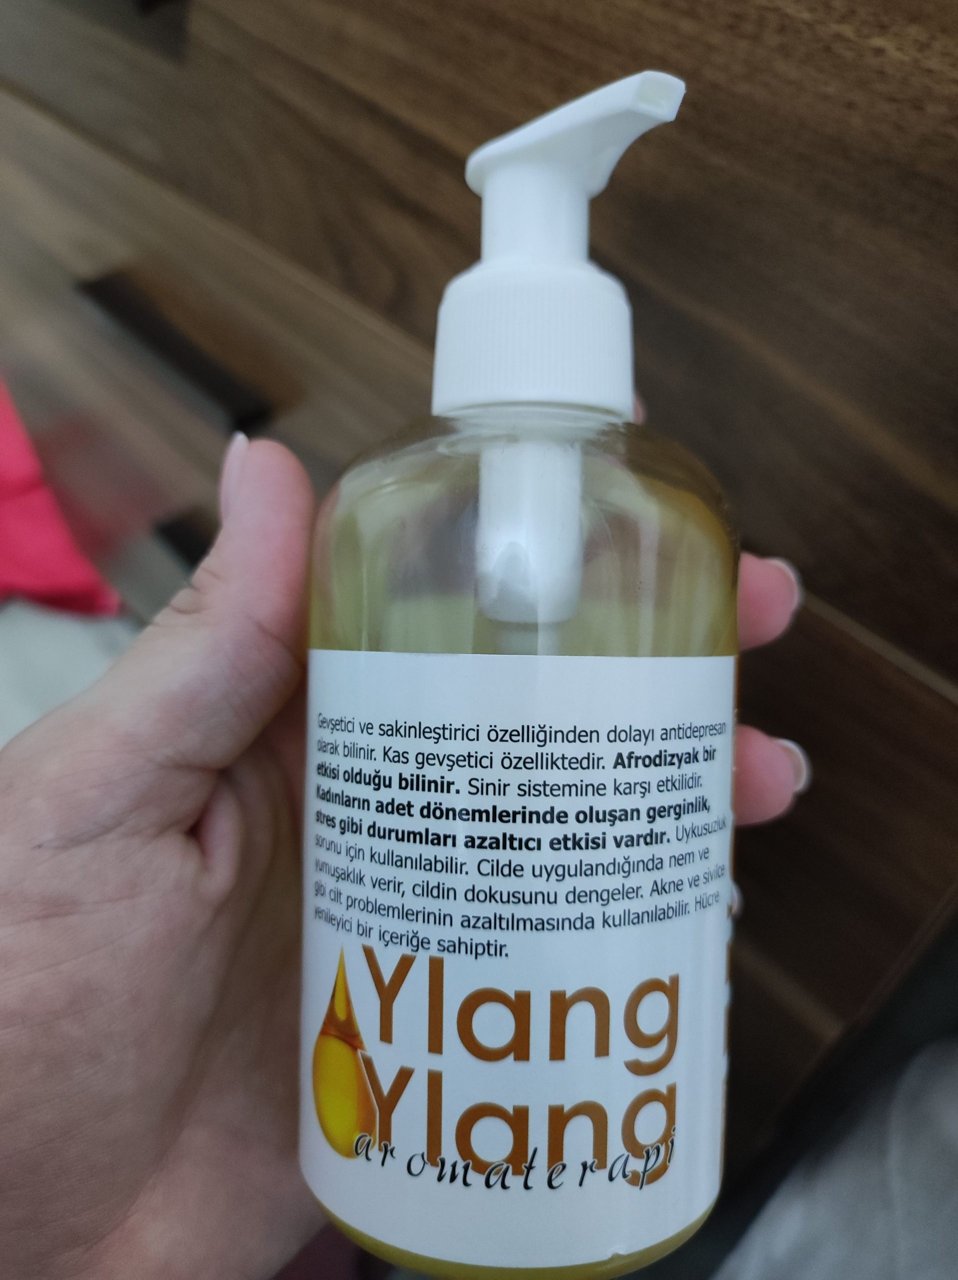 Gevşetici ve sakinleştirici özelliğinden dolayı antidepresan
olarak bilinir. Kas gevşetici özelliktedir. Afrodizyak bir
etkisi olduğu bilinir. Sinir sistemine karşı etkilidir.
Kadınların adet dönemlerinde oluşan gerginlik,
stres gibi durumları azaltıcı etkisi vardır. Uykusuzluk
sorunu için kullanılabilir. Cilde uygulandığında nem ve
yumuşaklık verir, cildin dokusunu dengeler. Akne ve sivilce
gibi cilt problemlerinin azaltılmasında kullanılabilir. Hücre
yenileyici bir içeriğe sahiptir.
Ylang
Ylang
aromaterapi